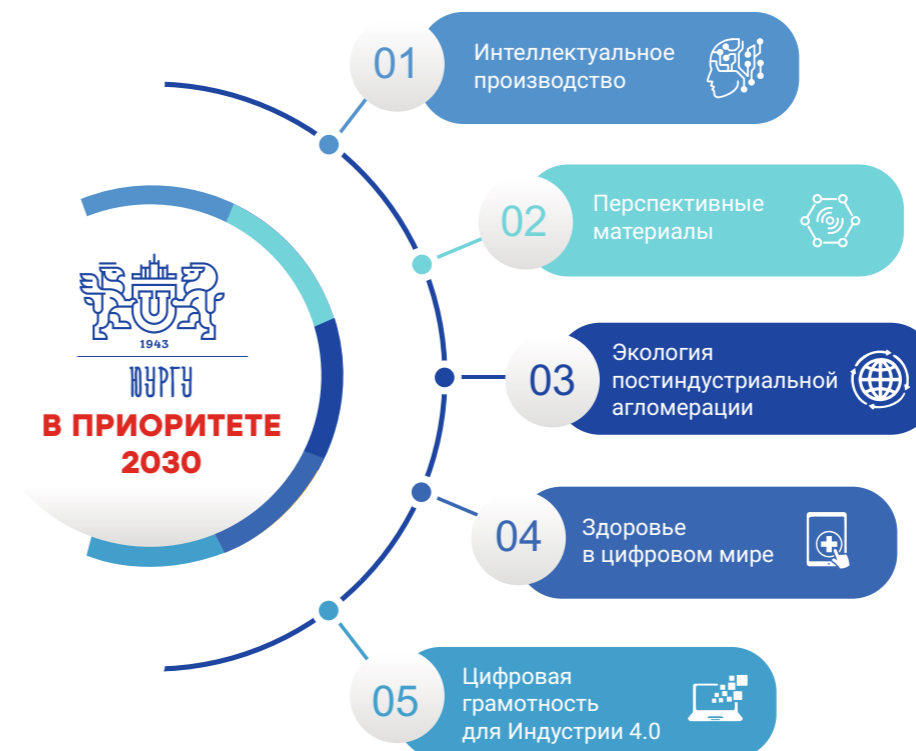 01
Интеллектуальное
производство
02
Перспективные
материалы
1943
ЮУРГУ
В ПРИОРИТЕТЕ
2030
03
Экология
постиндустриальной
агломерации
04
Здоровье
в цифровом мире
05
Цифровая
грамотность
для Индустрии 4.0